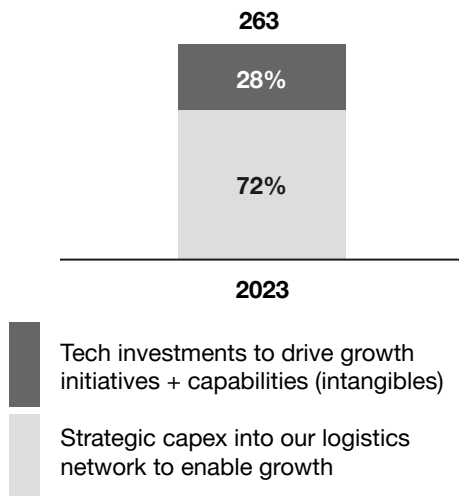 263
28%
72%
2023
Tech investments to drive growth
initiatives + capabilities (intangibles)
Strategic capex into our logistics
network to enable growth